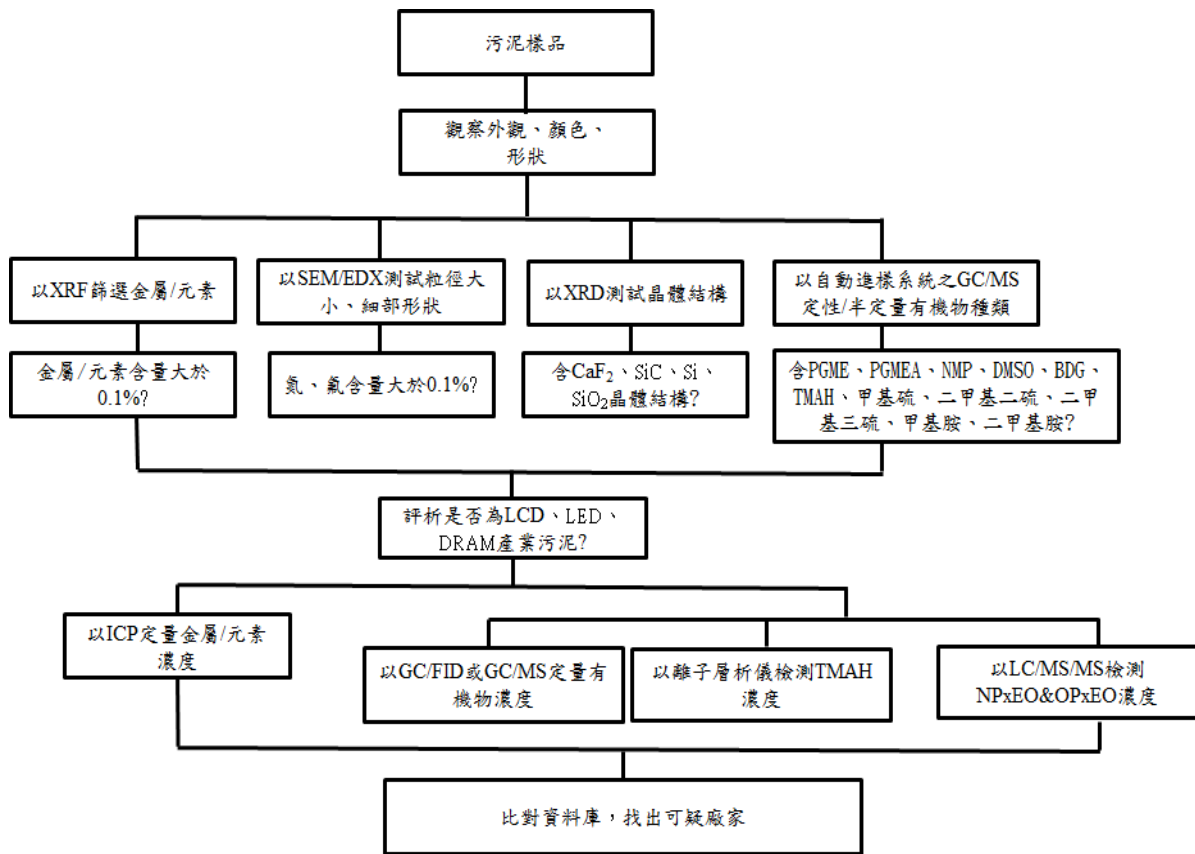 污泥樣品
觀察外觀、顏色、
形狀
以XRF篩選金屬/元素
以SEM/EDX測試粒徑大
小、細部形狀
以XRD測試晶體結構
以自動進樣系統之GC/MS
定性/半定量有機物種類
金屬/元素含量大於
0.1%?
氮、氟含量大於0.1%?
含CaF₂、SiC、Si、
SiO₂晶體結構?
含PGME、PGMEA、NMP、DMSO、BDG、
TMAH、甲基硫、二甲基二硫、二甲
基三硫、甲基胺、二甲基胺?
評析是否為LCD、LED、
DRAM產業污泥?
以ICP定量金屬/元素
濃度
以GC/FID或GC/MS定量有
機物濃度
以離子層析儀檢測TMAH
濃度
以LC/MS/MS檢測
NPxEO&OPxEO濃度
比對資料庫，找出可疑廠家